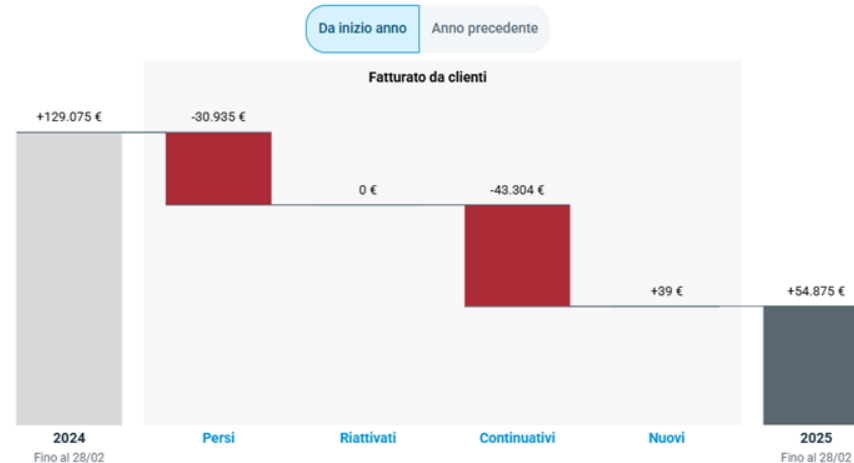 Da inizio anno Anno precedente
Fatturato da clienti
+129.075 € -30.935 €
0 € -43.304 €
+39 € +54.875 €
2024 Persi Riattivati Continuativi Nuovi 2025
Fino al 28/02 Fino al 28/02